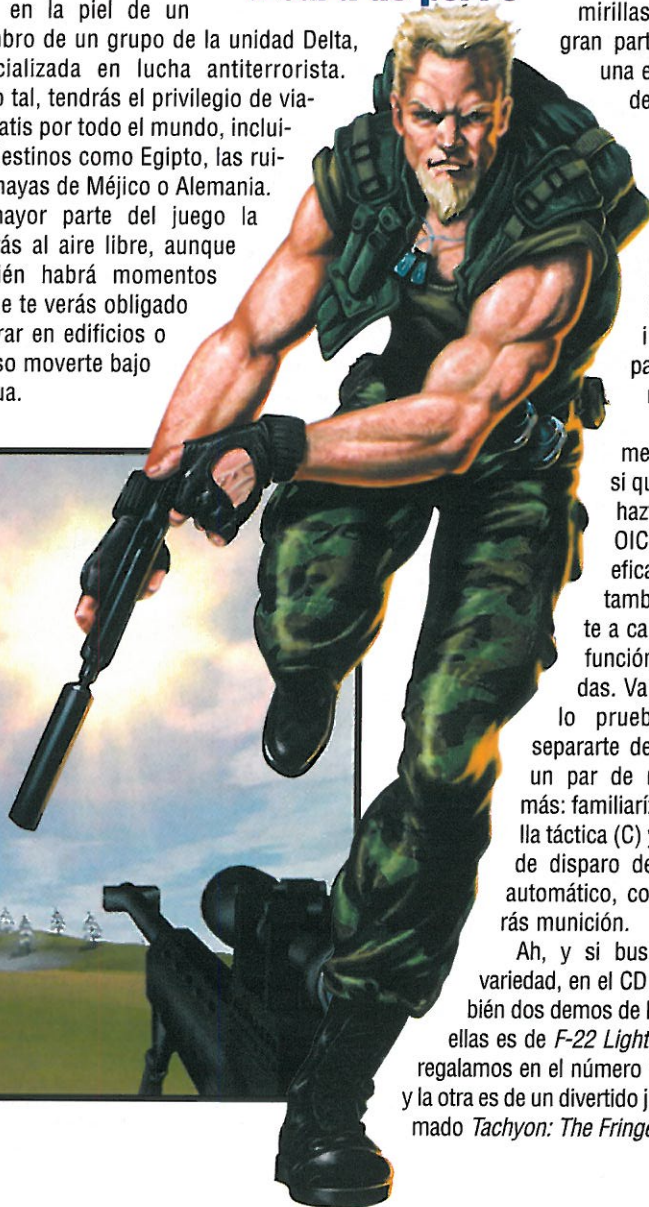 en la piel de un
bro de un grupo de la unidad Delta,
cializada en lucha antiterrorista.
o tal, tendrás el privilegio de via-
atis por todo el mundo, inclui-
estinos como Egipto, las rui-
mayas de Méjico o Alemania.
mayor parte del juego la
rás al aire libre, aunque
bién habrá momentos
e te verás obligado
rar en edificios o
so moverte bajo
ua.
mirillas
gran part
una e
de
i
pa
me
si qu
haz
OIC
efica
tamb
te a ca
función
das. Va
lo prueb
separarte de
un par de
más: familiarí
lla táctica (C)
de disparo de
automático, co
rás munición.
Ah, y si bus
variedad, en el CD
bién dos demos de
ellas es de F-22 Light
regalamos en el número
y la otra es de un divertido j
mado Tachyon: The Fringe